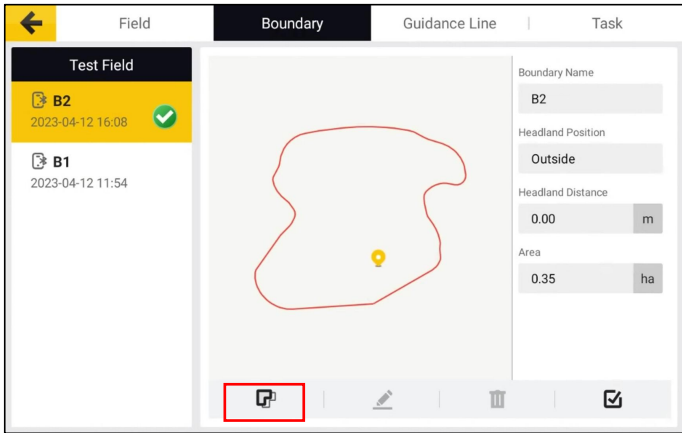 Field
Boundary
Guidance Line
Task
Test Field
B2
2023-04-12 16:08
B1
2023-04-12 11:54
Boundary Name
B2
Headland Position
Outside
Headland Distance
0.00 m
Area
0.35 ha